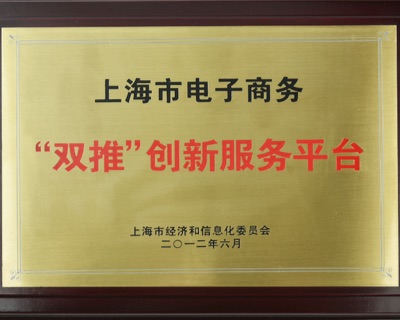 上海市电子商务
“双推”创新服务平台
上海市经济和信息化委员会
二〇一二年六月